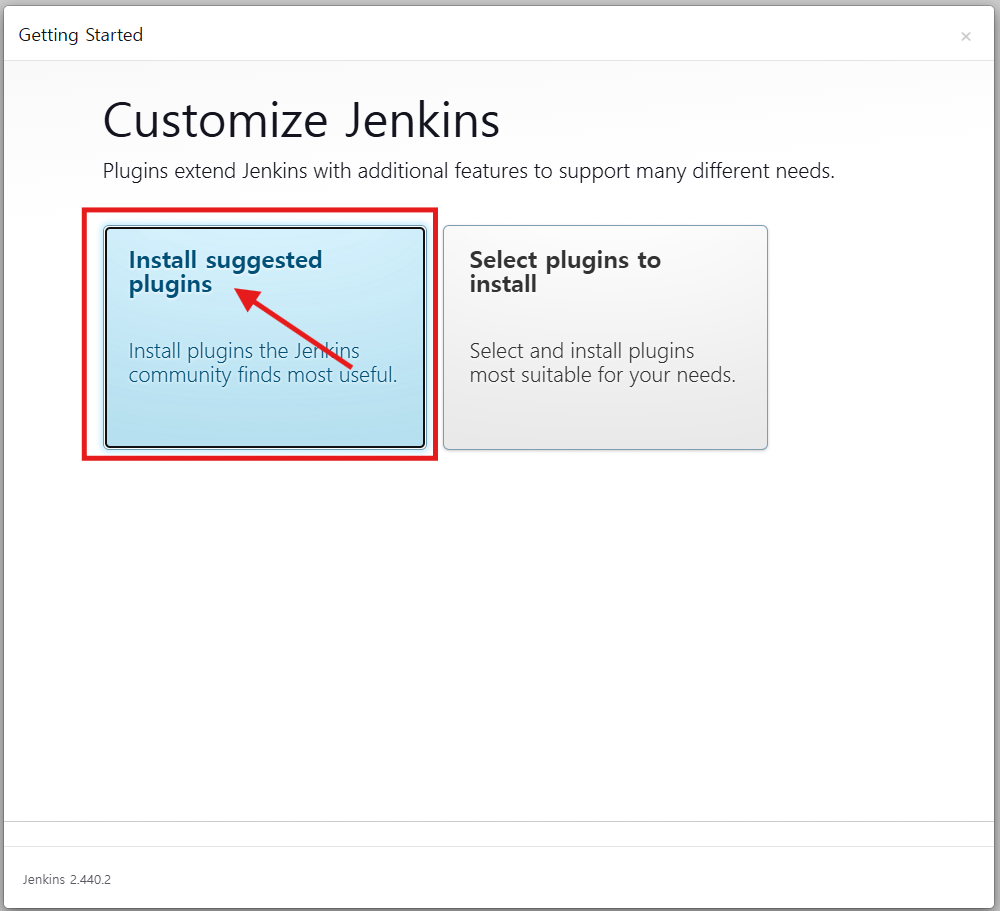 Getting Started
×
Customize Jenkins
Plugins extend Jenkins with additional features to support many different needs.
Install suggested
plugins
Install plugins the Jenkins
community finds most useful.
Select plugins to
install
Select and install plugins
most suitable for your needs.
Jenkins 2.440.2